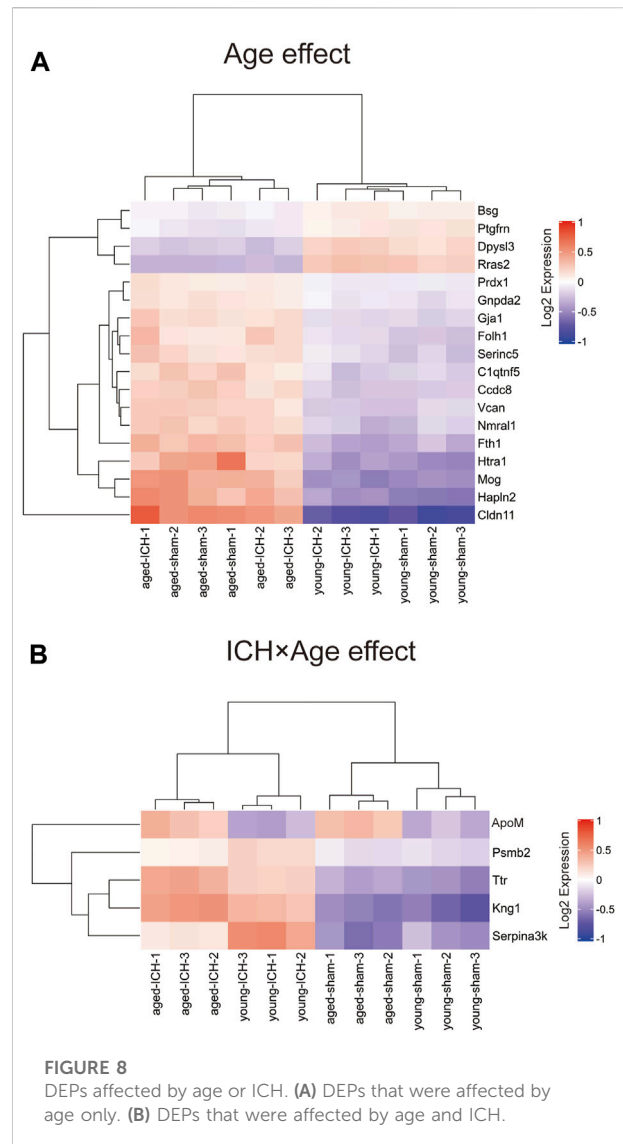 A
Age effect
Bsg
Ptgfrn
Dpysl3
Rras2
Prdx1
Gnpda2
Gja1
Folh1
Serinc5
C1qtnf5
Ccdc8
Vcan
Nmral1
Fth1
Htra1
Mog
Hapln2
Cldn11
Log2 Expression
1
0.5
0
-0.5
-1
aged-ICH-1
aged-sham-2
aged-sham-3
aged-sham-1
aged-ICH-2
aged-ICH-3
young-ICH-2
young-ICH-3
young-ICH-1
young-sham-1
young-sham-2
young-sham-3
B
ICH×Age effect
ApoM
Psmb2
Ttr
Kng1
Serpina3k
Log2 Expression
1
0.5
0
-0.5
-1
aged-ICH-1
aged-ICH-3
aged-ICH-2
young-ICH-3
young-ICH-1
young-ICH-2
aged-sham-1
aged-sham-3
aged-sham-2
young-sham-1
young-sham-2
young-sham-3
FIGURE 8
DEPs affected by age or ICH. (A) DEPs that were affected by
age only. (B) DEPs that were affected by age and ICH.